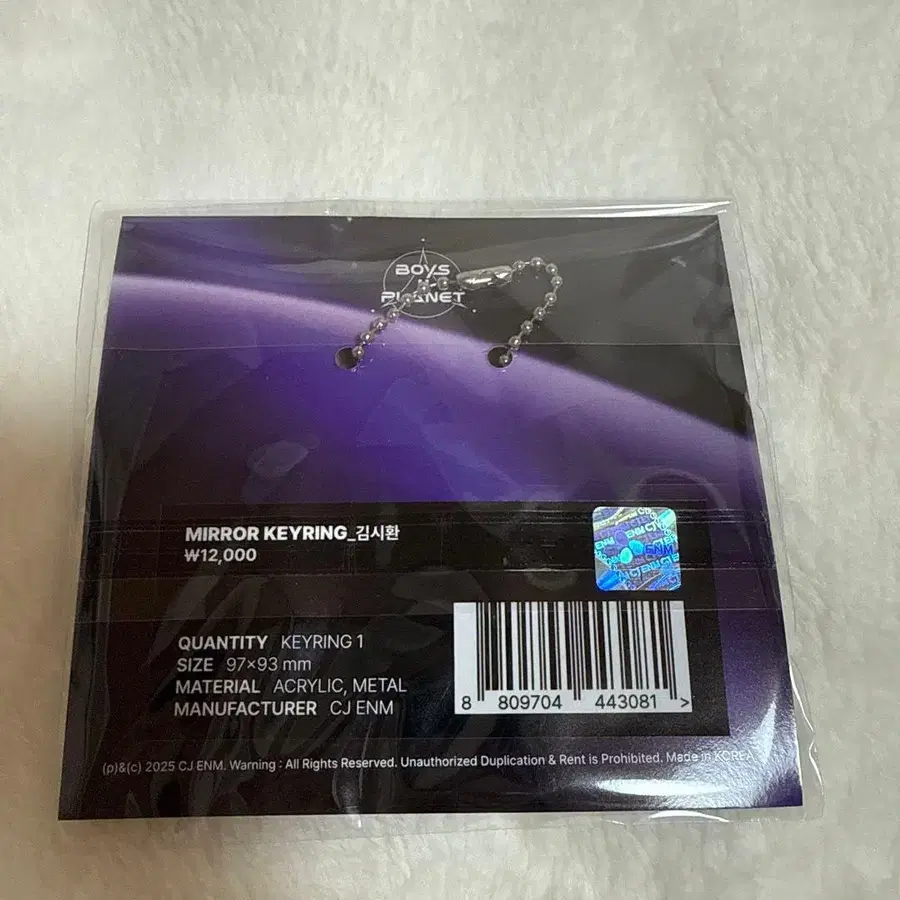 BOYS
PLANET
MIRROR KEYRING_김시환
₩12,000
ENM
QUANTITY KEYRING 1
SIZE 97×93 mm
MATERIAL ACRYLIC, METAL
MANUFACTURER CJ ENM
8 809704 443081 >
(p)&(c) 2025 CJ ENM. Warning : All Rights Reserved. Unauthorized Duplication & Rent is Prohibited. Made in KOREA